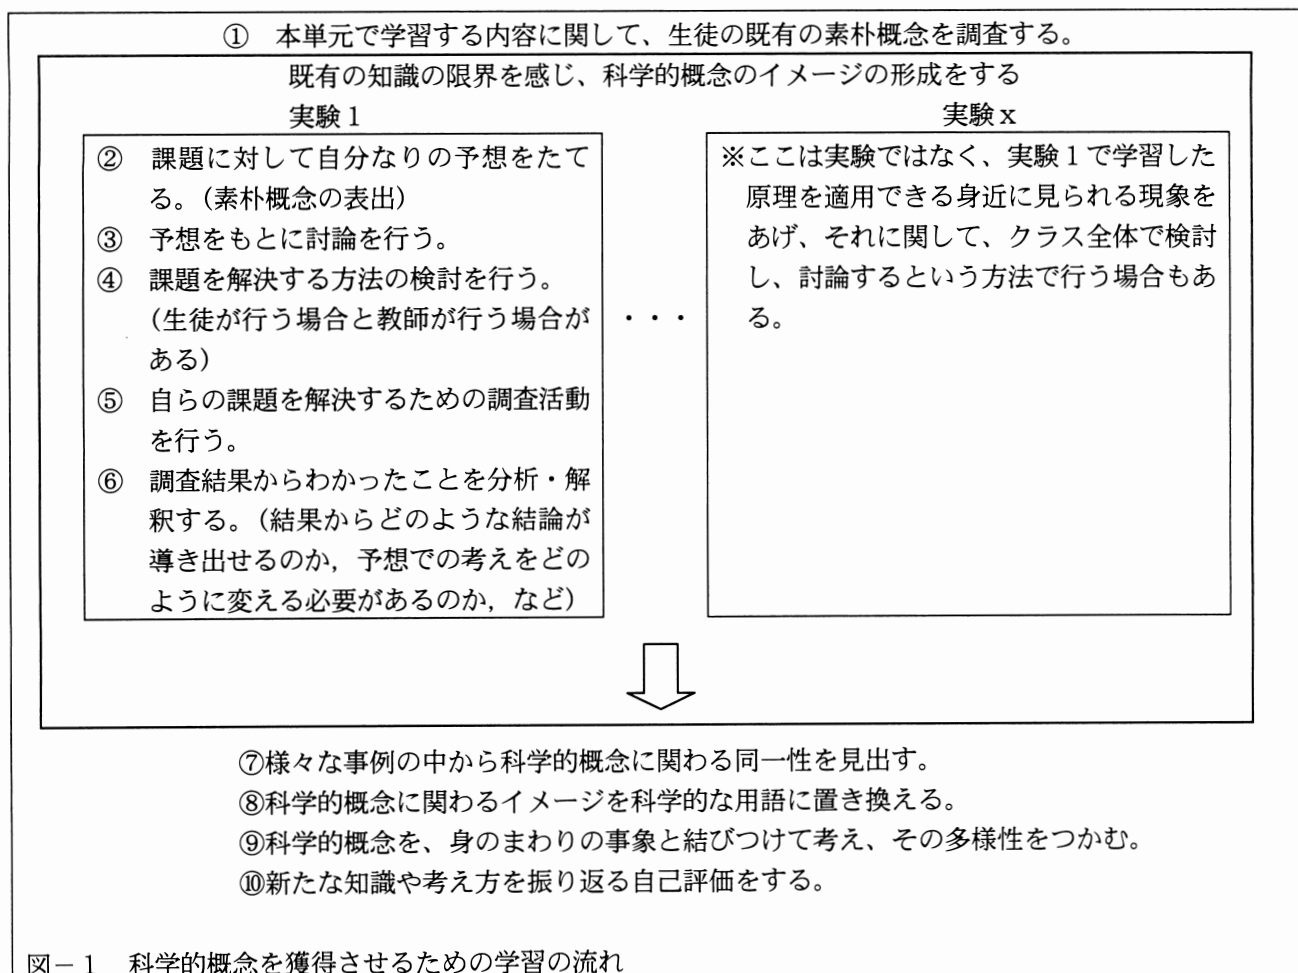 ① 本単元で学習する内容に関して、生徒の既有の素朴概念を調査する。
既有の知識の限界を感じ、科学的概念のイメージの形成をする
実験1
② 課題に対して自分なりの予想をたて
る。(素朴概念の表出)
③ 予想をもとに討論を行う。
④ 課題を解決する方法の検討を行う。
(生徒が行う場合と教師が行う場合が
ある)
⑤ 自らの課題を解決するための調査活動
を行う。
⑥ 調査結果からわかったことを分析・解
釈する。(結果からどのような結論が
導き出せるのか,予想での考えをどの
ように変える必要があるのか,など)
・・・
実験x
※ここは実験ではなく、実験1で学習した
原理を適用できる身近に見られる現象を
あげ、それに関して、クラス全体で検討
し、討論するという方法で行う場合もあ
る。
⑦様々な事例の中から科学的概念に関わる同一性を見出す。
⑧科学的概念に関わるイメージを科学的な用語に置き換える。
⑨科学的概念を、身のまわりの事象と結びつけて考え、その多様性をつかむ。
⑩新たな知識や考え方を振り返る自己評価をする。
図-1 科学的概念を獲得させるための学習の流れ